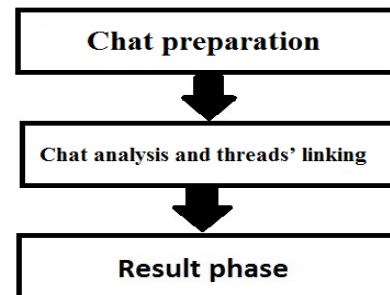 Chat preparation
Chat analysis and threads' linking
Result phase